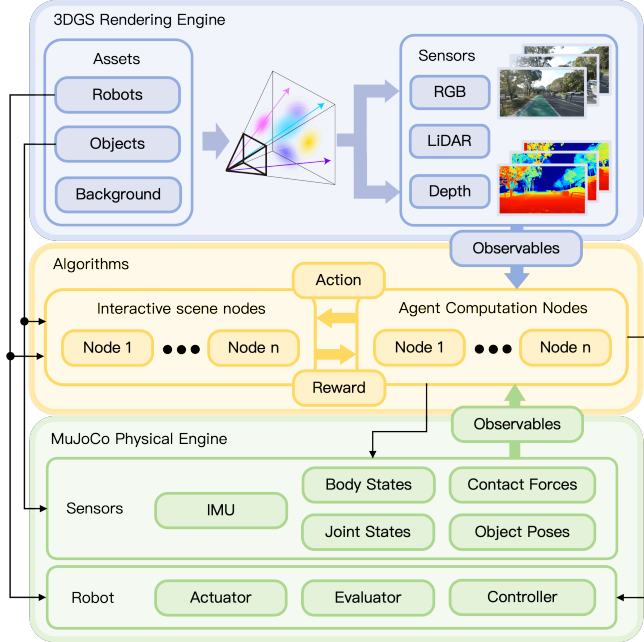 3DGS Rendering Engine
Assets
Robots
Objects
Background
Sensors
RGB
LiDAR
Depth
Observables
Algorithms
Action
Interactive scene nodes
Node 1
Node n
Agent Computation Nodes
Node 1
Node n
Reward
Observables
MuJoCo Physical Engine
Sensors
IMU
Body States
Contact Forces
Joint States
Object Poses
Robot
Actuator
Evaluator
Controller